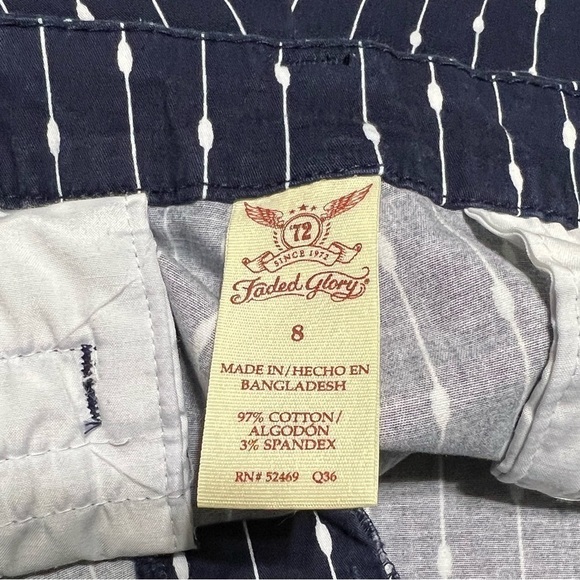 '72
SINCE 1972
Faded Glory®
8
MADE IN/HECHO EN
BANGLADESH
97% COTTON/
ALGODÓN
3% SPANDEX
RN# 52469 Q36